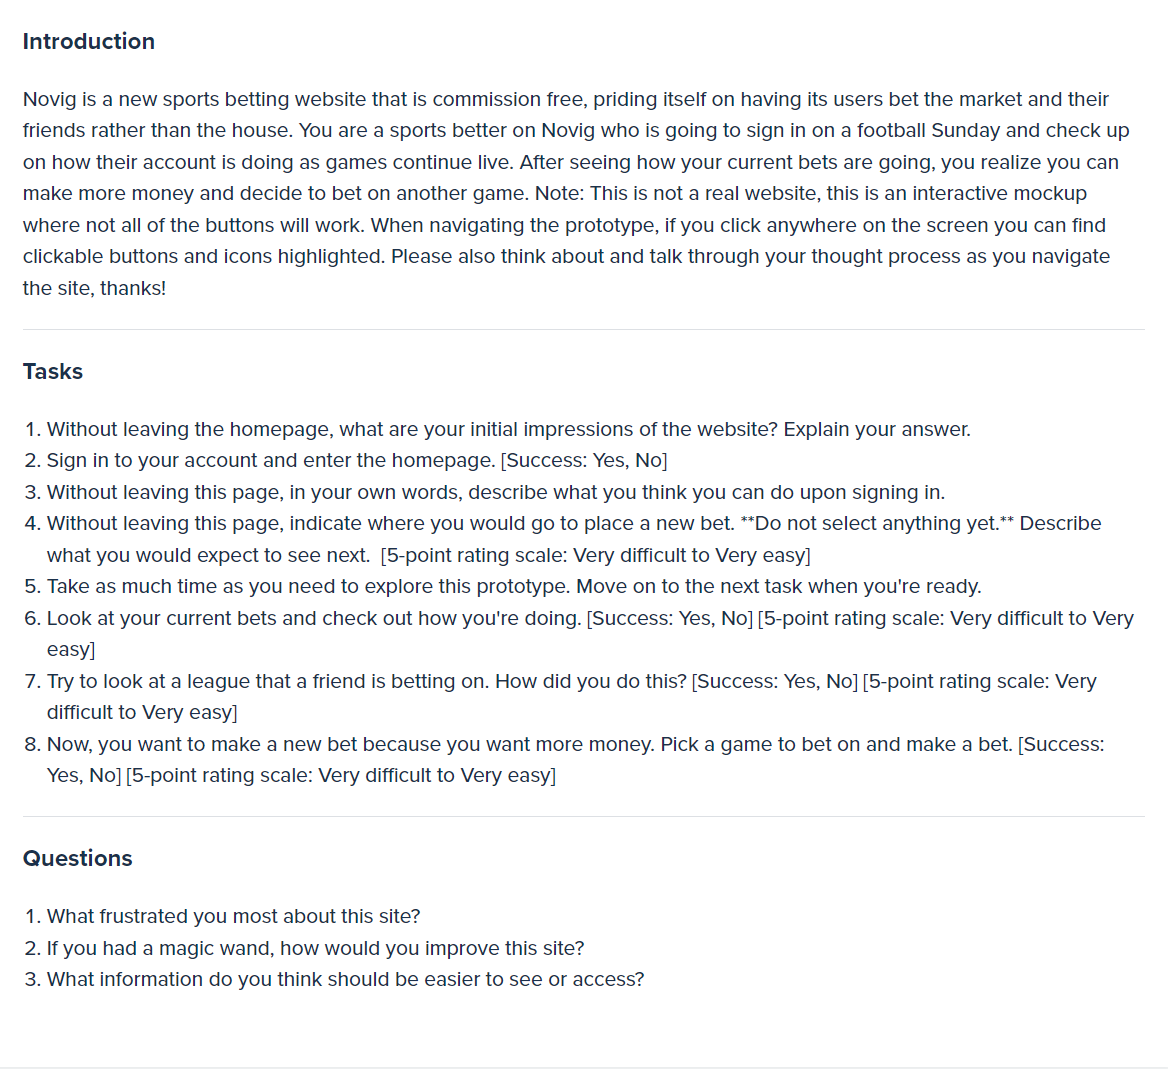 Introduction
Novig is a new sports betting website that is commission free, priding itself on having its users bet the market and their
friends rather than the house. You are a sports better on Novig who is going to sign in on a football Sunday and check up
on how their account is doing as games continue live. After seeing how your current bets are going, you realize you can
make more money and decide to bet on another game. Note: This is not a real website, this is an interactive mockup
where not all of the buttons will work. When navigating the prototype, if you click anywhere on the screen you can find
clickable buttons and icons highlighted. Please also think about and talk through your thought process as you navigate
the site, thanks!
Tasks
1. Without leaving the homepage, what are your initial impressions of the website? Explain your answer.
2. Sign in to your account and enter the homepage. [Success: Yes, No]
3. Without leaving this page, in your own words, describe what you think you can do upon signing in.
4. Without leaving this page, indicate where you would go to place a new bet. **Do not select anything yet.** Describe
what you would expect to see next. [5-point rating scale: Very difficult to Very easy]
5. Take as much time as you need to explore this prototype. Move on to the next task when you're ready.
6. Look at your current bets and check out how you're doing. [Success: Yes, No] [5-point rating scale: Very difficult to Very
easy]
7. Try to look at a league that a friend is betting on. How did you do this? [Success: Yes, No] [5-point rating scale: Very
difficult to Very easy]
8. Now, you want to make a new bet because you want more money. Pick a game to bet on and make a bet. [Success:
Yes, No] [5-point rating scale: Very difficult to Very easy]
Questions
1. What frustrated you most about this site?
2. If you had a magic wand, how would you improve this site?
3. What information do you think should be easier to see or access?